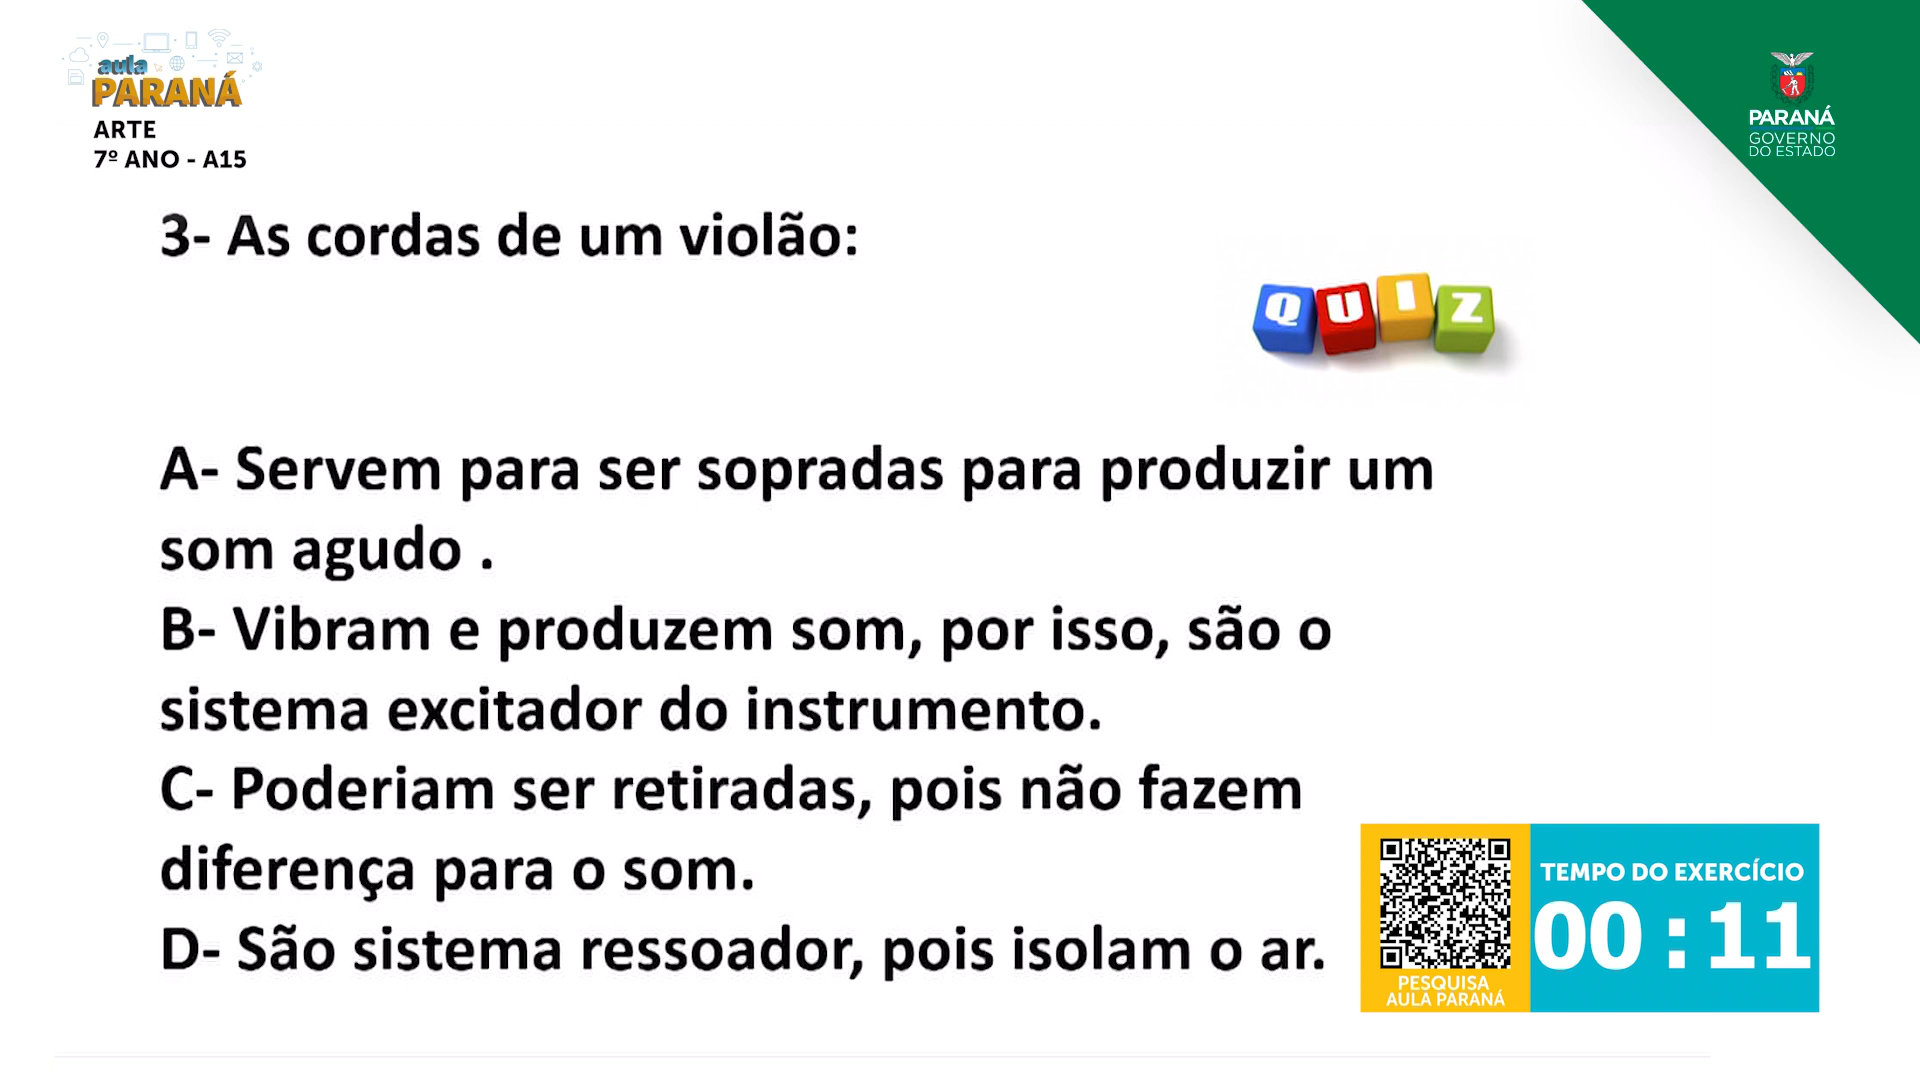 aula
PARANÁ
ARTE
7º ANO - A15
PARANÁ
GOVERNO
DO ESTADO
3- As cordas de um violão:
QUIZ
A- Servem para ser sopradas para produzir um
som agudo .
B- Vibram e produzem som, por isso, são o
sistema excitador do instrumento.
C- Poderiam ser retiradas, pois não fazem
diferença para o som.
D- São sistema ressoador, pois isolam o ar.
PESQUISA
AULA PARANÁ
TEMPO DO EXERCÍCIO
00:11